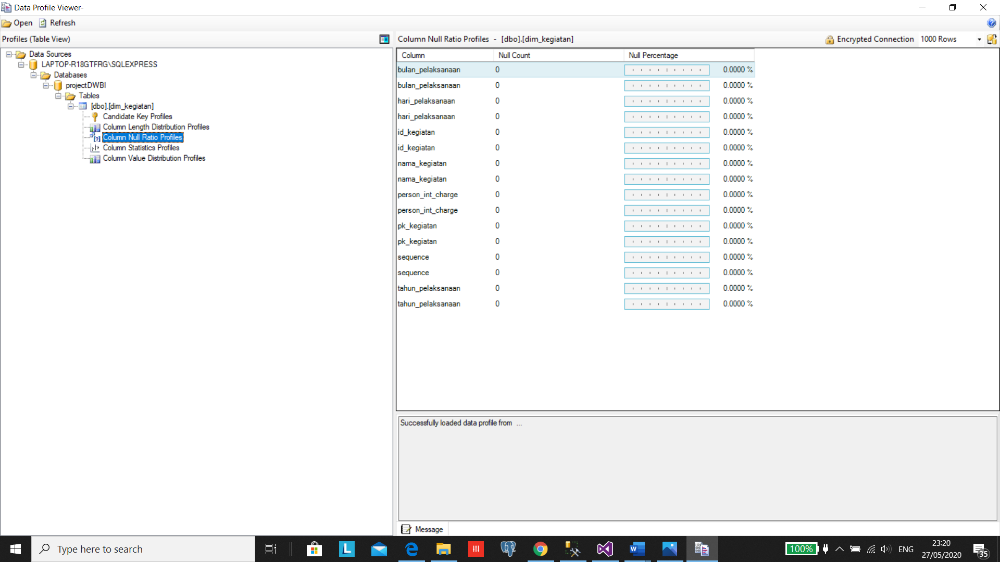 Data Profile Viewer-
Open Refresh
Profiles (Table View)
Data Sources
LAPTOP-R18GTFRG\SQLEXPRESS
Databases
projectDWBI
Tables
[dbo].[dim_kegiatan]
Candidate Key Profiles
Column Length Distribution Profiles
Column Null Ratio Profiles
Column Statistics Profiles
Column Value Distribution Profiles
Column Null Ratio Profiles - [dbo].[dim_kegiatan] Encrypted Connection 1000 Rows
Column Null Count Null Percentage
bulan_pelaksanaan 0 0.0000 %
bulan_pelaksanaan 0 0.0000 %
hari_pelaksanaan 0 0.0000 %
hari_pelaksanaan 0 0.0000 %
id_kegiatan 0 0.0000 %
id_kegiatan 0 0.0000 %
nama_kegiatan 0 0.0000 %
nama_kegiatan 0 0.0000 %
person_int_charge 0 0.0000 %
person_int_charge 0 0.0000 %
pk_kegiatan 0 0.0000 %
pk_kegiatan 0 0.0000 %
sequence 0 0.0000 %
sequence 0 0.0000 %
tahun_pelaksanaan 0 0.0000 %
tahun_pelaksanaan 0 0.0000 %
Successfully loaded data profile from ...
Message
Type here to search
100% ENG
23:20
27/05/2020
35